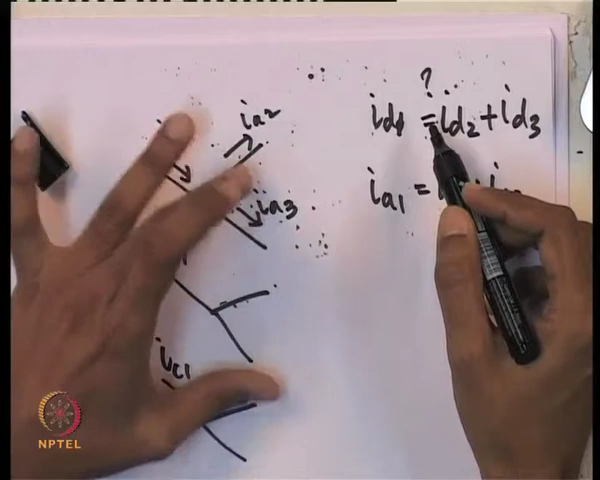 ia2
ia3
ic1
?
id1 = id2 + id3
ia1 =
NPTEL